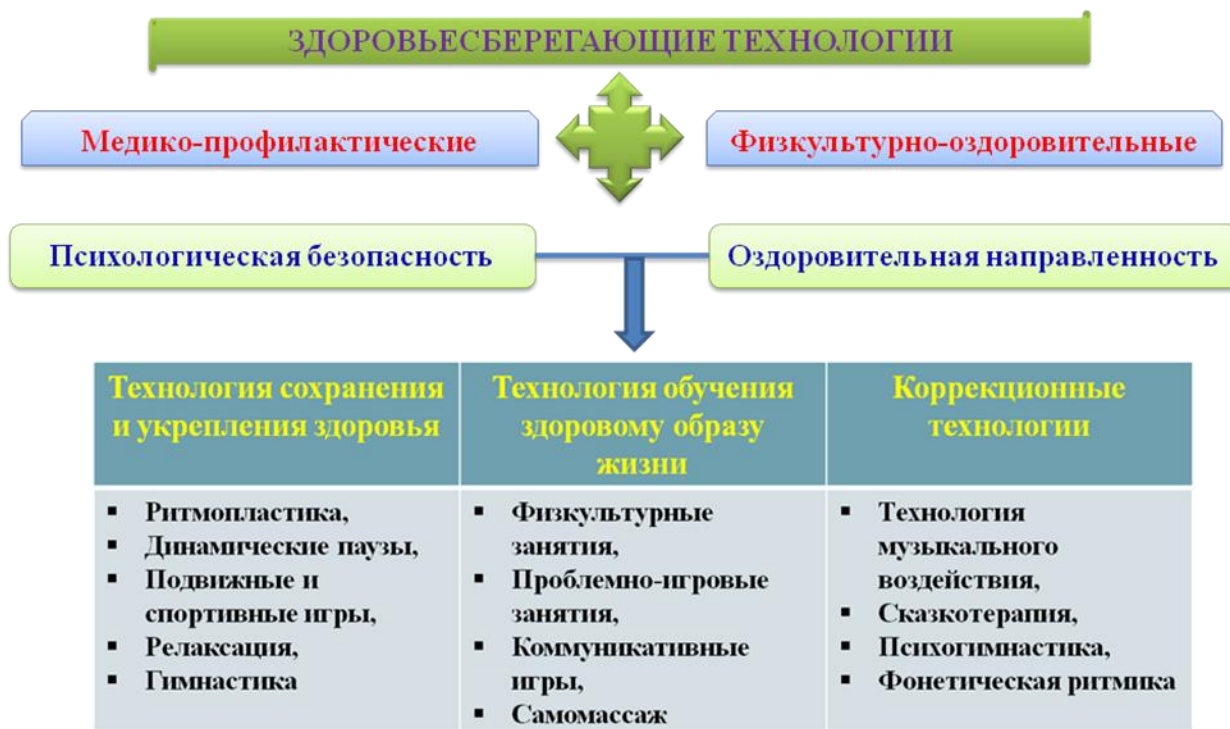 ЗДОРОВЬЕСБЕРЕГАЮЩИЕ ТЕХНОЛОГИИ
Медико-профилактические
Физкультурно-оздоровительные
Психологическая безопасность
Оздоровительная направленность
Технология сохранения
и укрепления здоровья
▪ Ритмопластика,
▪ Динамические паузы,
▪ Подвижные и
спортивные игры,
▪ Релаксация,
▪ Гимнастика
Технология обучения
здоровому образу
жизни
▪ Физкультурные
занятия,
▪ Проблемно-игровые
занятия,
▪ Коммуникативные
игры,
▪ Самомассаж
Коррекционные
технологии
▪ Технология
музыкального
воздействия,
▪ Сказкотерапия,
▪ Психогимнастика,
▪ Фонетическая ритмика